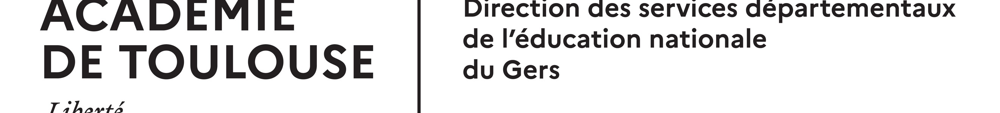 ACADÉMIE
DE TOULOUSE
Liberté
Direction des services départementaux
de l’éducation nationale
du Gers